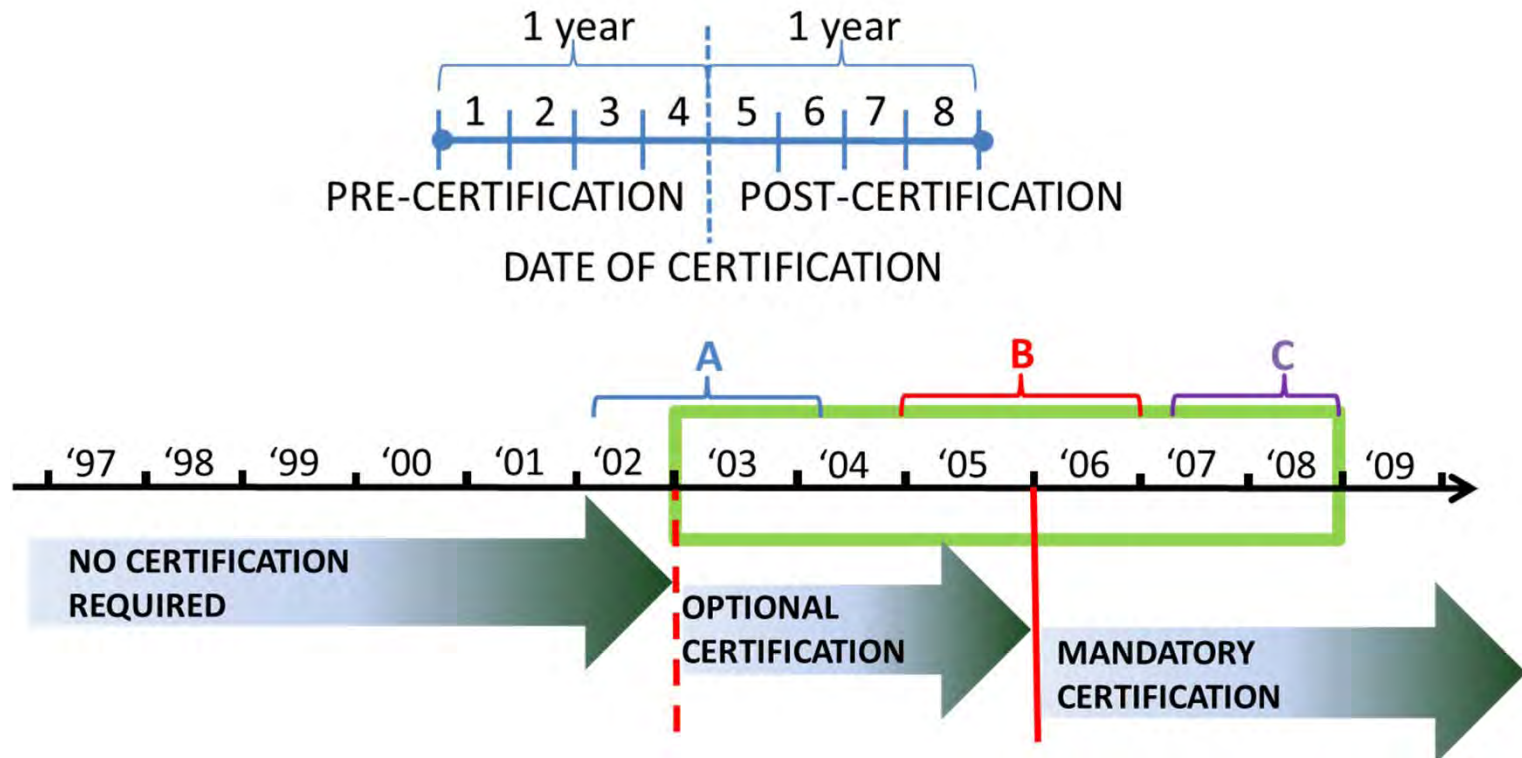 1 year 1 year
1 2 3 4 5 6 7 8
PRE-CERTIFICATION POST-CERTIFICATION
DATE OF CERTIFICATION
A B C
‘97 ‘98 ‘99 ‘00 ‘01 ‘02 ‘03 ‘04 ‘05 ‘06 ‘07 ‘08 ‘09
NO CERTIFICATION
REQUIRED
OPTIONAL
CERTIFICATION
MANDATORY
CERTIFICATION